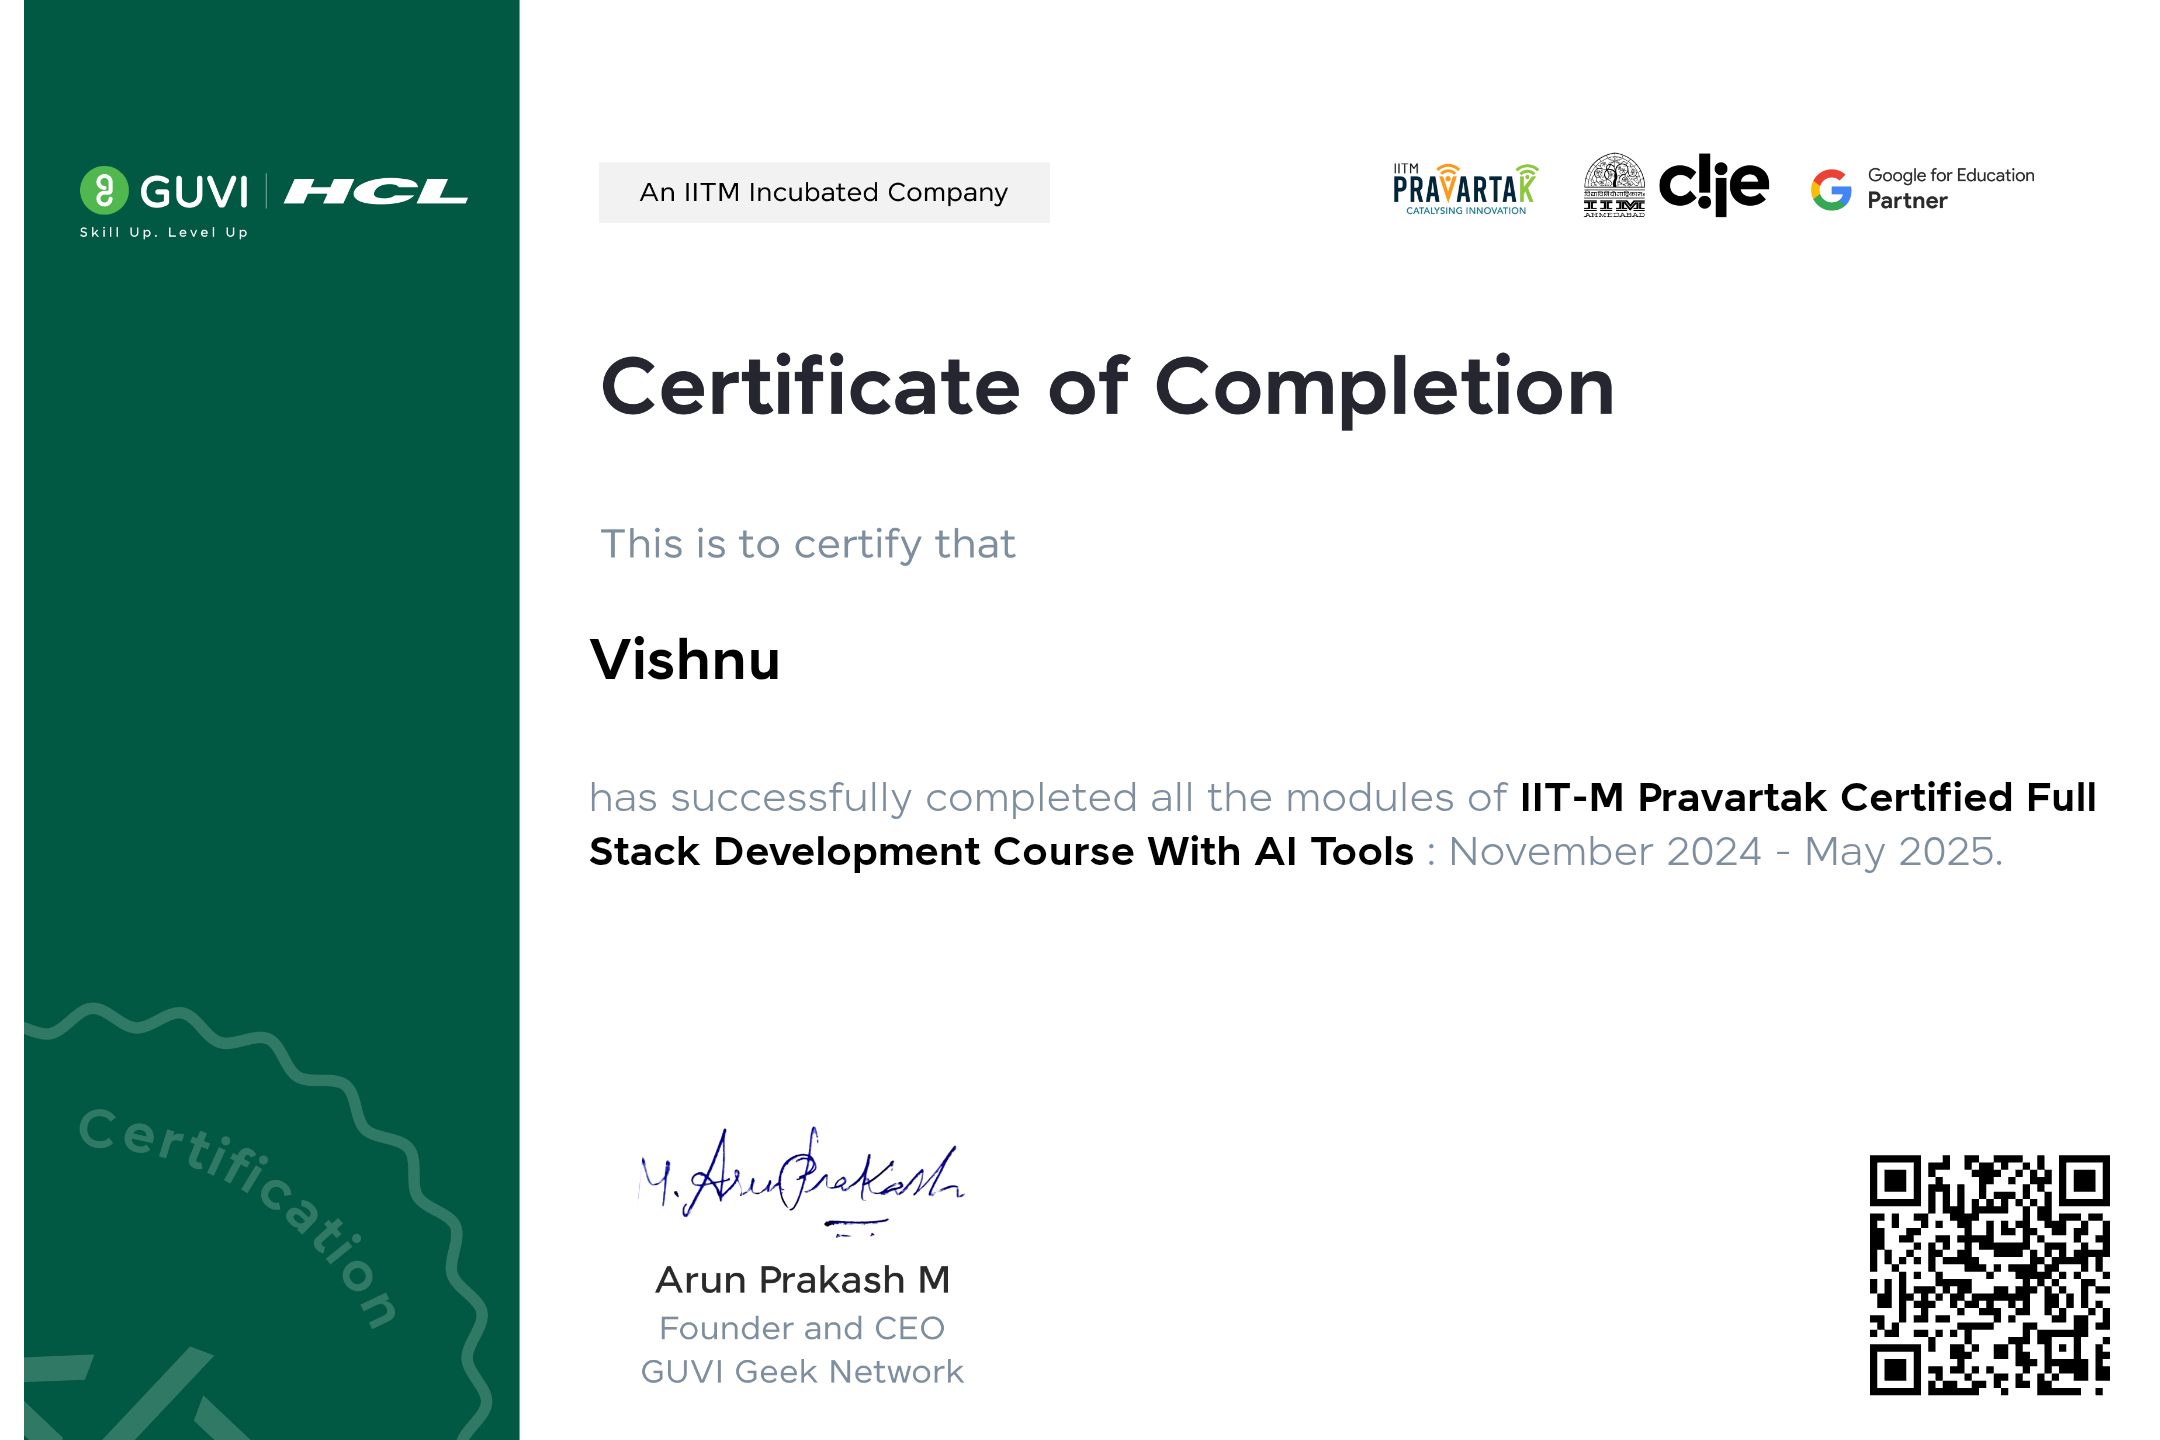 GUVI | HCL
Skill Up. Level Up
An IITM Incubated Company
IITM
PRAVARTAK
CATALYSING INNOVATION
IIM
AHMEDABAD
c!ie
Google for Education
Partner
Certificate of Completion
This is to certify that
Vishnu
has successfully completed all the modules of IIT-M Pravartak Certified Full
Stack Development Course With AI Tools : November 2024 - May 2025.
Certification
M. Arun Prakash
Arun Prakash M
Founder and CEO
GUVI Geek Network